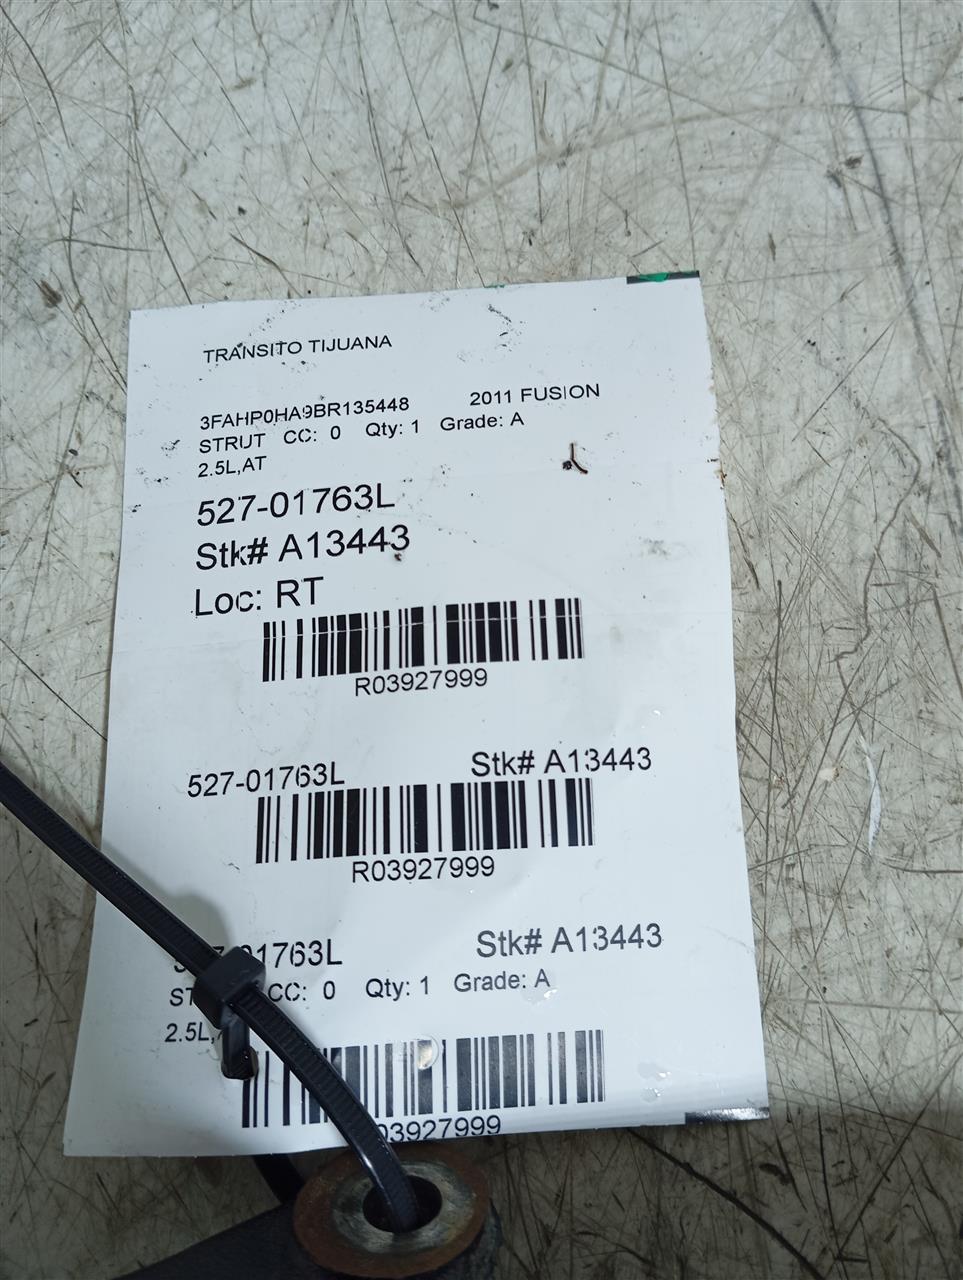 TRANSITO TIJUANA
3FAHP0HA9BR135448 2011 FUSION
STRUT CC: 0 Qty: 1 Grade: A
2.5L,AT
527-01763L
Stk# A13443
Loc: RT
R03927999
527-01763L Stk# A13443
R03927999
01763L Stk# A13443
CC: 0 Qty: 1 Grade: A
2.5L,
03927999